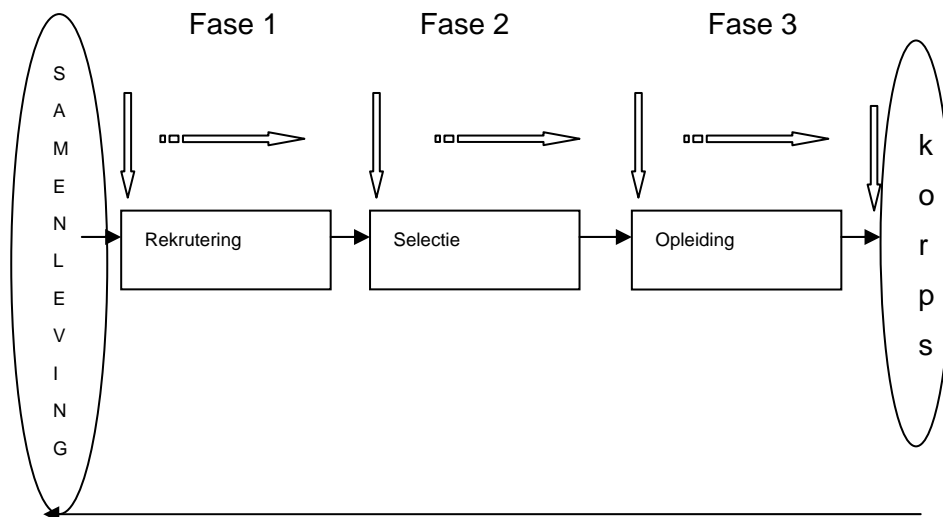 Fase 1
Fase 2
Fase 3
S
A
M
E
N
L
E
V
I
N
G
Rekrutering
Selectie
Opleiding
k
o
r
p
s